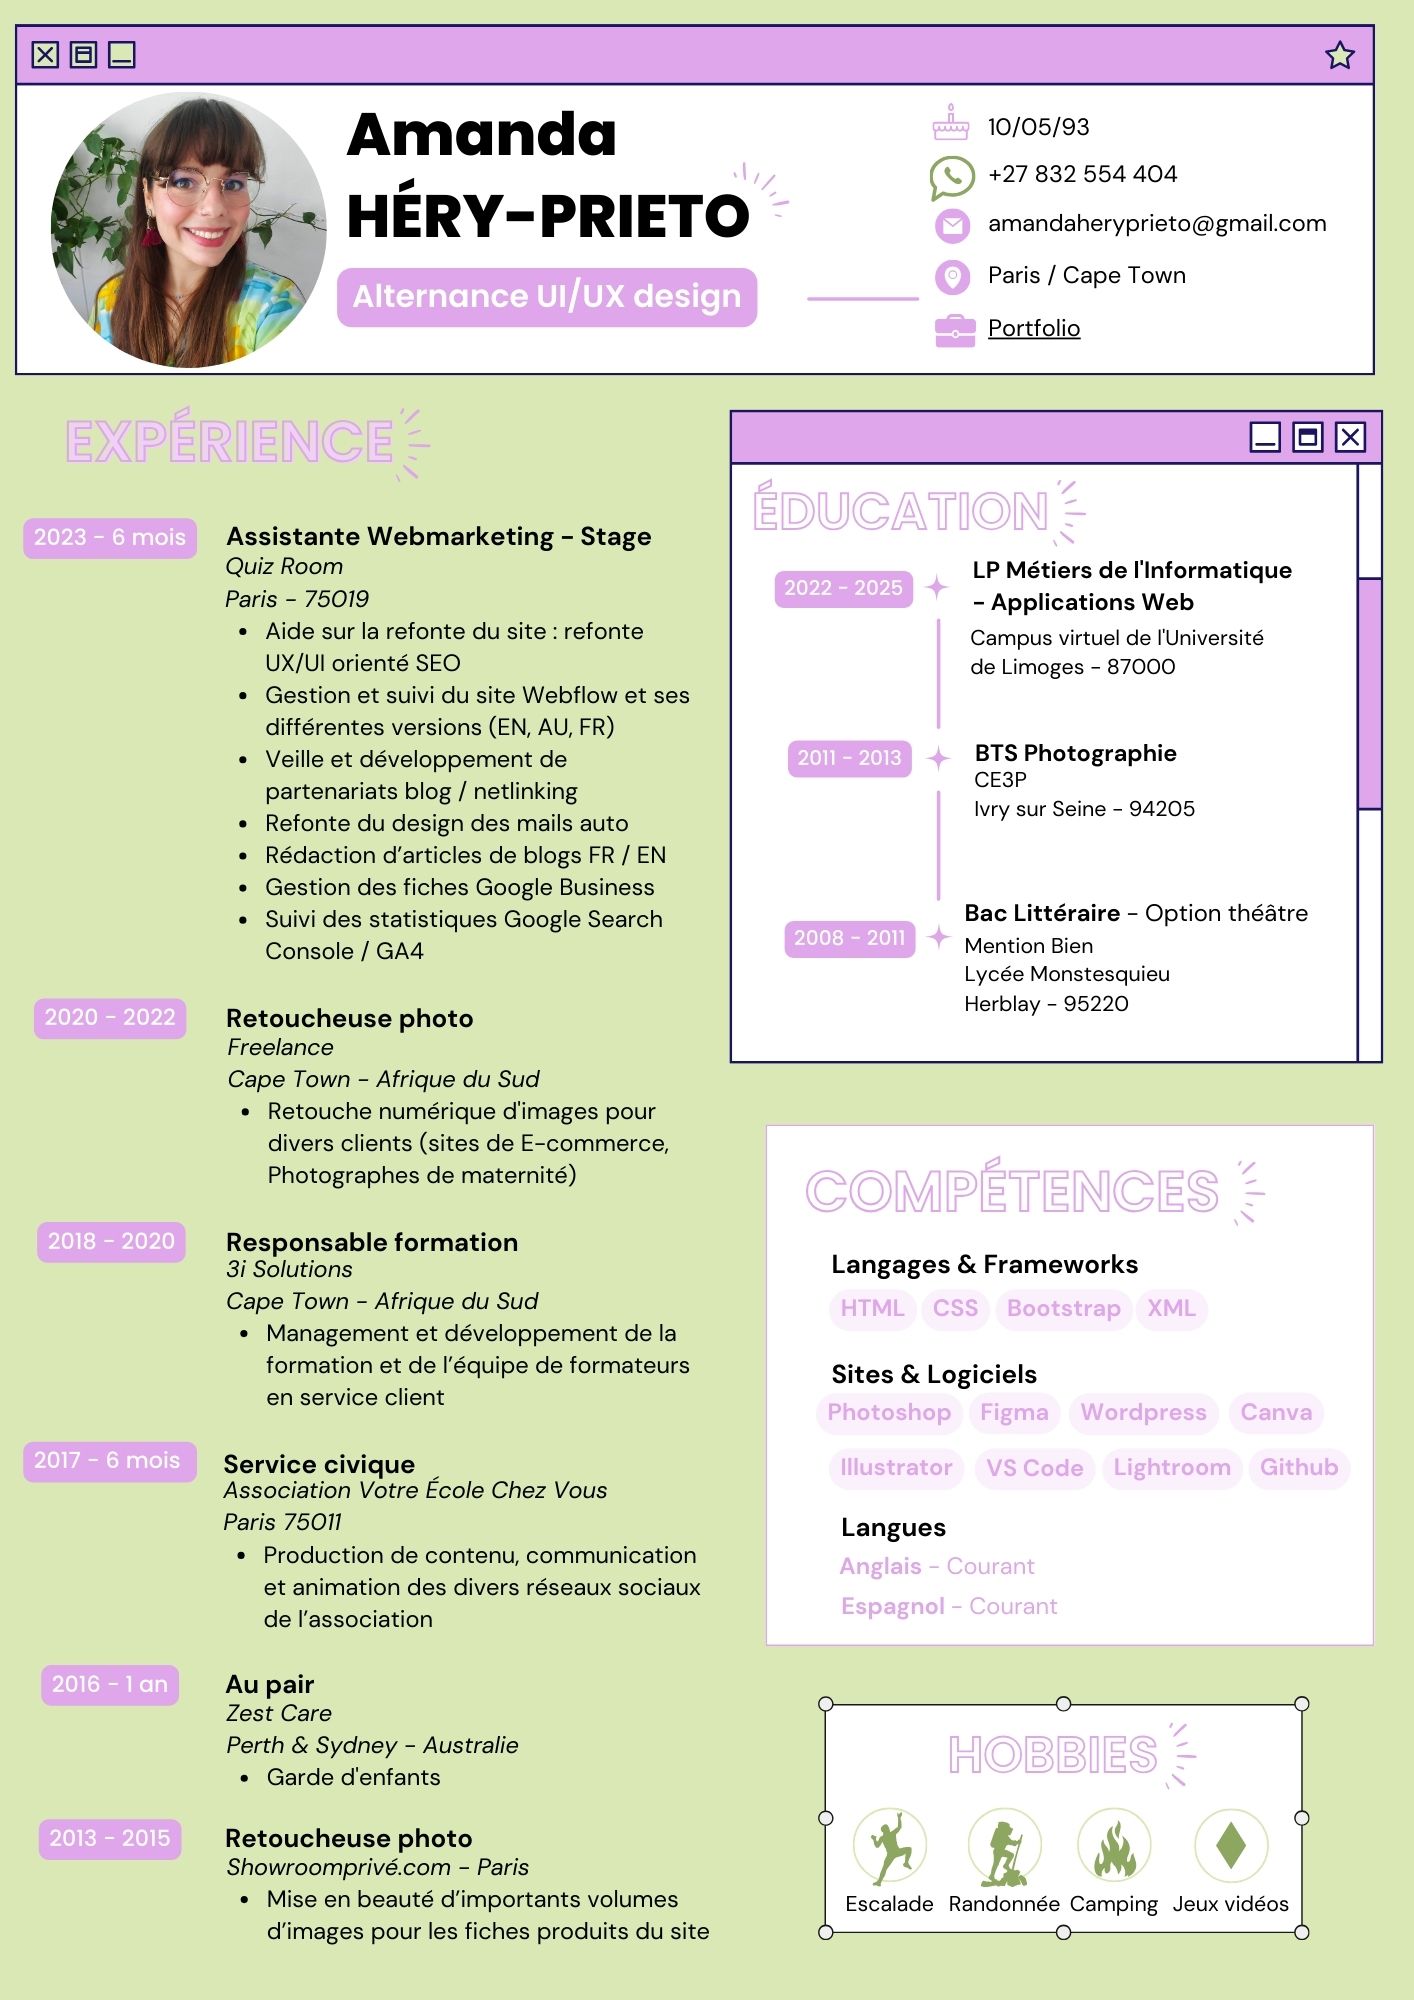 Amanda
HÉRY-PRIETO
Alternance UI/UX design
10/05/93
+27 832 554 404
amandaheryprieto@gmail.com
Paris / Cape Town
Portfolio
EXPÉRIENCE
2023 - 6 mois
Assistante Webmarketing - Stage
Quiz Room
Paris - 75019
• Aide sur la refonte du site : refonte
UX/UI orienté SEO
• Gestion et suivi du site Webflow et ses
différentes versions (EN, AU, FR)
• Veille et développement de
partenariats blog / netlinking
• Refonte du design des mails auto
• Rédaction d’articles de blogs FR / EN
• Gestion des fiches Google Business
• Suivi des statistiques Google Search
Console / GA4
2020 - 2022
Retoucheuse photo
Freelance
Cape Town - Afrique du Sud
• Retouche numérique d'images pour
divers clients (sites de E-commerce,
Photographes de maternité)
2018 - 2020
Responsable formation
3i Solutions
Cape Town - Afrique du Sud
• Management et développement de la
formation et de l’équipe de formateurs
en service client
2017 - 6 mois
Service civique
Association Votre École Chez Vous
Paris 75011
• Production de contenu, communication
et animation des divers réseaux sociaux
de l’association
2016 - 1 an
Au pair
Zest Care
Perth & Sydney - Australie
• Garde d'enfants
2013 - 2015
Retoucheuse photo
Showroomprivé.com - Paris
• Mise en beauté d’importants volumes
d’images pour les fiches produits du site
ÉDUCATION
2022 - 2025
LP Métiers de l'Informatique
- Applications Web
Campus virtuel de l'Université
de Limoges - 87000
2011 - 2013
BTS Photographie
CE3P
Ivry sur Seine - 94205
2008 - 2011
Bac Littéraire - Option théâtre
Mention Bien
Lycée Monstesquieu
Herblay - 95220
COMPÉTENCES
Langages & Frameworks
HTML CSS Bootstrap XML
Sites & Logiciels
Photoshop Figma Wordpress Canva
Illustrator VS Code Lightroom Github
Langues
Anglais - Courant
Espagnol - Courant
HOBBIES
Escalade Randonnée Camping Jeux vidéos